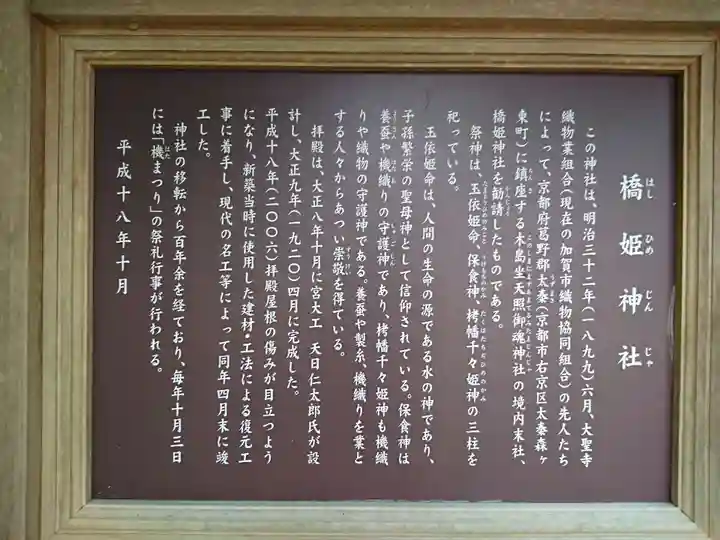 橋姫神社
はしひめじんじゃ
この神社は、明治三十二年(一八九九)六月、大聖寺
織物業組合(現在の加賀市織物協同組合)の先人たち
によって、京都府葛野郡太秦(京都市右京区太秦森ヶ
東町)に鎮座する木島坐天照御魂神社の境内末社、
橋姫神社を勧請したものである。
祭神は、玉依姫命、保食神、栲幡千々姫神の三柱を
祀っている。
玉依姫命は、人間の生命の源である水の神であり、
子孫繁栄の聖母神として信仰されている。保食神は
養蚕や機織りの守護神であり、栲幡千々姫神も機織
りや織物の守護神である。養蚕や製糸、機織りを業と
する人々からあつい崇敬を得ている。
拝殿は、大正八年十月に宮大工 天日仁太郎氏が設
計し、大正九年(一九二〇)四月に完成した。
平成十八年(二〇〇六)拝殿屋根の傷みが目立つよう
になり、新築当時に使用した建材・工法による復元工
事に着手し、現代の名工等によって同年四月末に竣
工した。
神社の移転から百年余を経ており、毎年十月三日
には「機まつり」の祭礼行事が行われる。
平成十八年十月